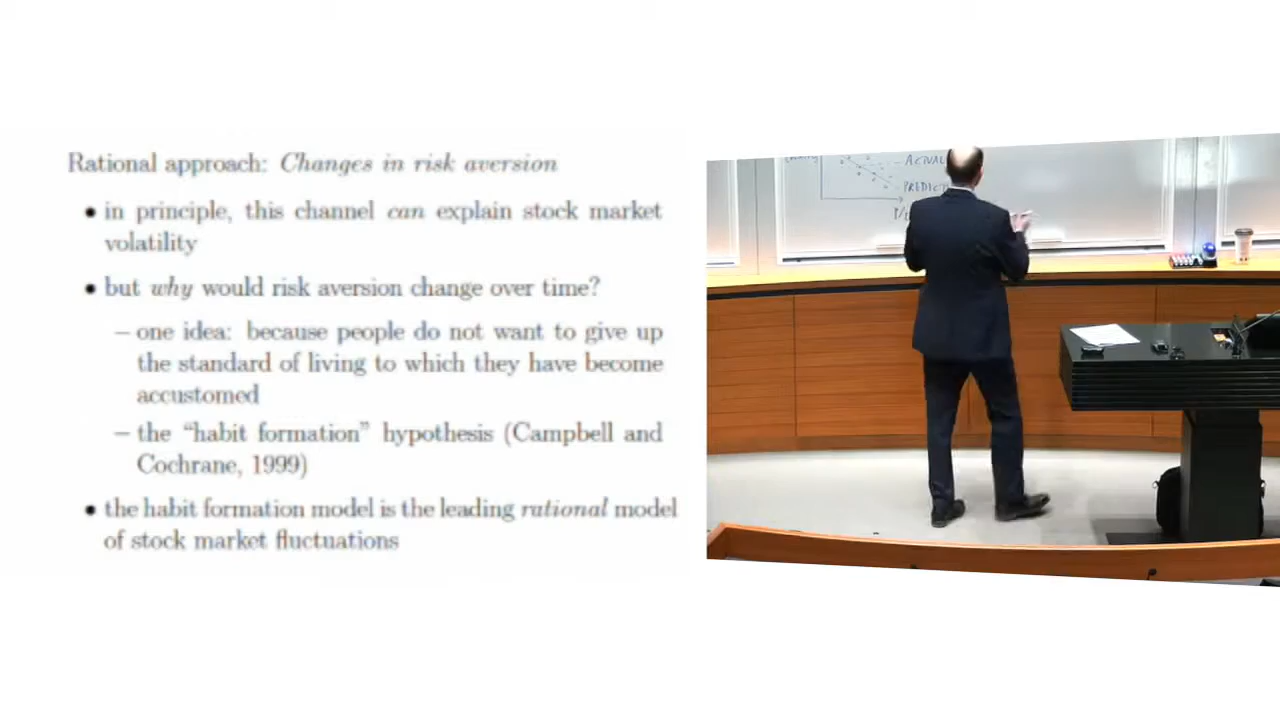 Rational approach: Changes in risk aversion
• in principle, this channel can explain stock market
volatility
• but why would risk aversion change over time?
– one idea: because people do not want to give up
the standard of living to which they have become
accustomed
– the “habit formation” hypothesis (Campbell and
Cochrane, 1999)
• the habit formation model is the leading rational model
of stock market fluctuations